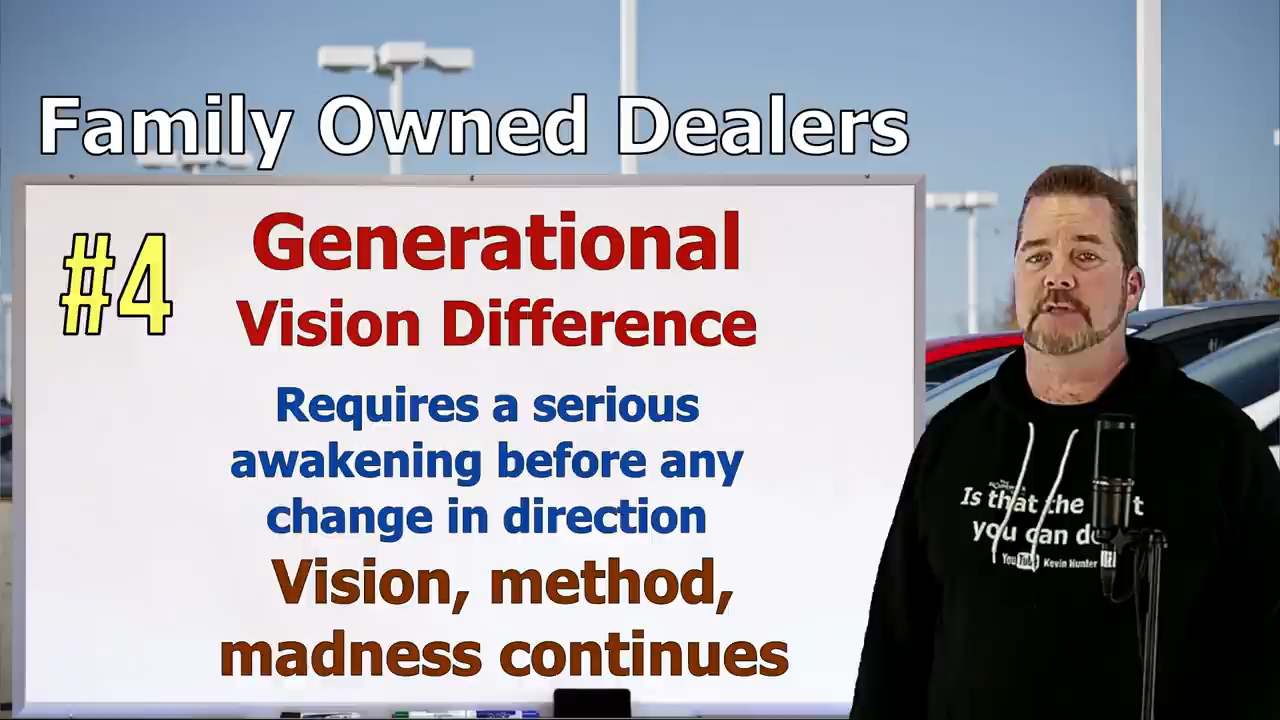 Family Owned Dealers
#4
Generational
Vision Difference
Requires a serious
awakening before any
change in direction
Vision, method,
madness continues
Is that the
you can do
YouTube Kevin Hunter